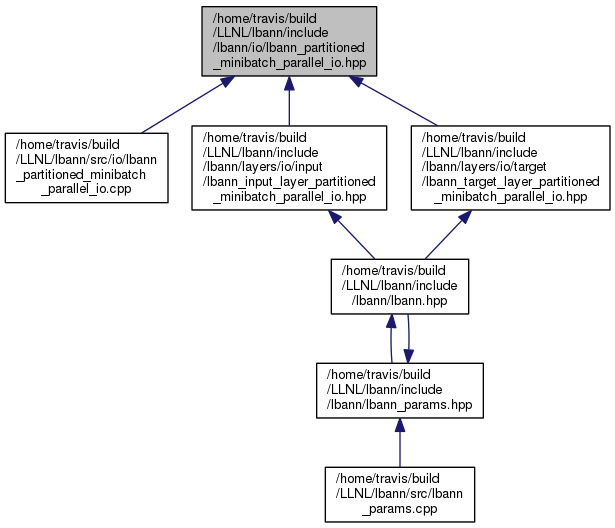 /home/travis/build
/LLNL/lbann/include
/lbann/io/lbann_partitioned
_minibatch_parallel_io.hpp
/home/travis/build
/LLNL/lbann/src/io/lbann
_partitioned_minibatch
_parallel_io.cpp
/home/travis/build
/LLNL/lbann/include
/lbann/layers/io/input
/lbann_input_layer_partitioned
_minibatch_parallel_io.hpp
/home/travis/build
/LLNL/lbann/include
/lbann/layers/io/target
/lbann_target_layer_partitioned
_minibatch_parallel_io.hpp
/home/travis/build
/LLNL/lbann/include
/lbann/lbann.hpp
/home/travis/build
/LLNL/lbann/include
/lbann/lbann_params.hpp
/home/travis/build
/LLNL/lbann/src/lbann
_params.cpp